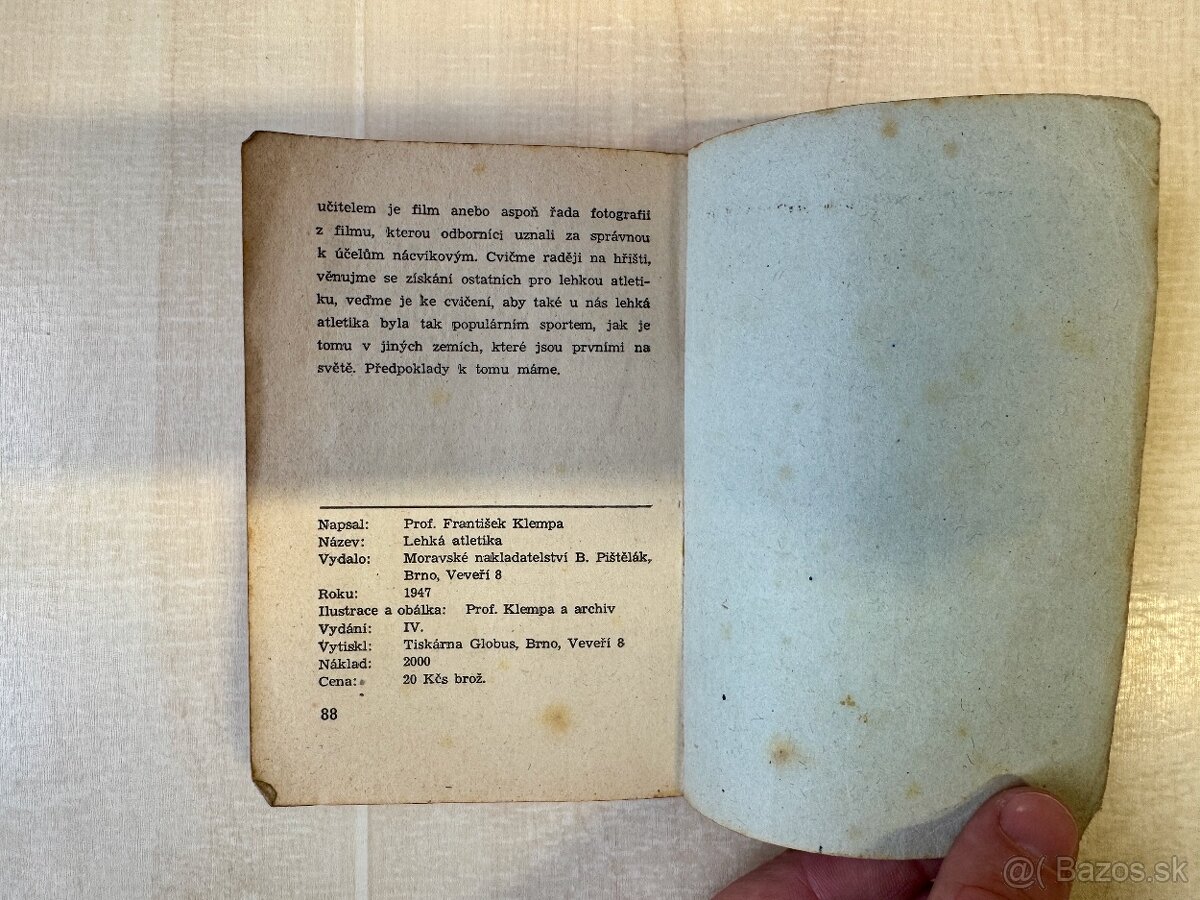 učitelem je film anebo aspoň řada fotografií
z filmu, kterou odborníci uznali za správnou
k účelům nácvikovým. Cvičme raději na hřišti,
věnujme se získání ostatních pro lehkou atleti-
ku, veďme je ke cvičení, aby také u nás lehká
atletika byla tak populárním sportem, jak je
tomu v jiných zemích, které jsou prvními na
světě. Předpoklady k tomu máme.
Napsal: Prof. František Klempa
Název: Lehká atletika
Vydalo: Moravské nakladatelství B. Pištělák,
Brno, Veveří 8
Roku: 1947
Ilustrace a obálka: Prof. Klempa a archiv
Vydání: IV.
Vytiskl: Tiskárna Globus, Brno, Veveří 8
Náklad: 2000
Cena: 20 Kčs brož.
88
@( Bazos.sk